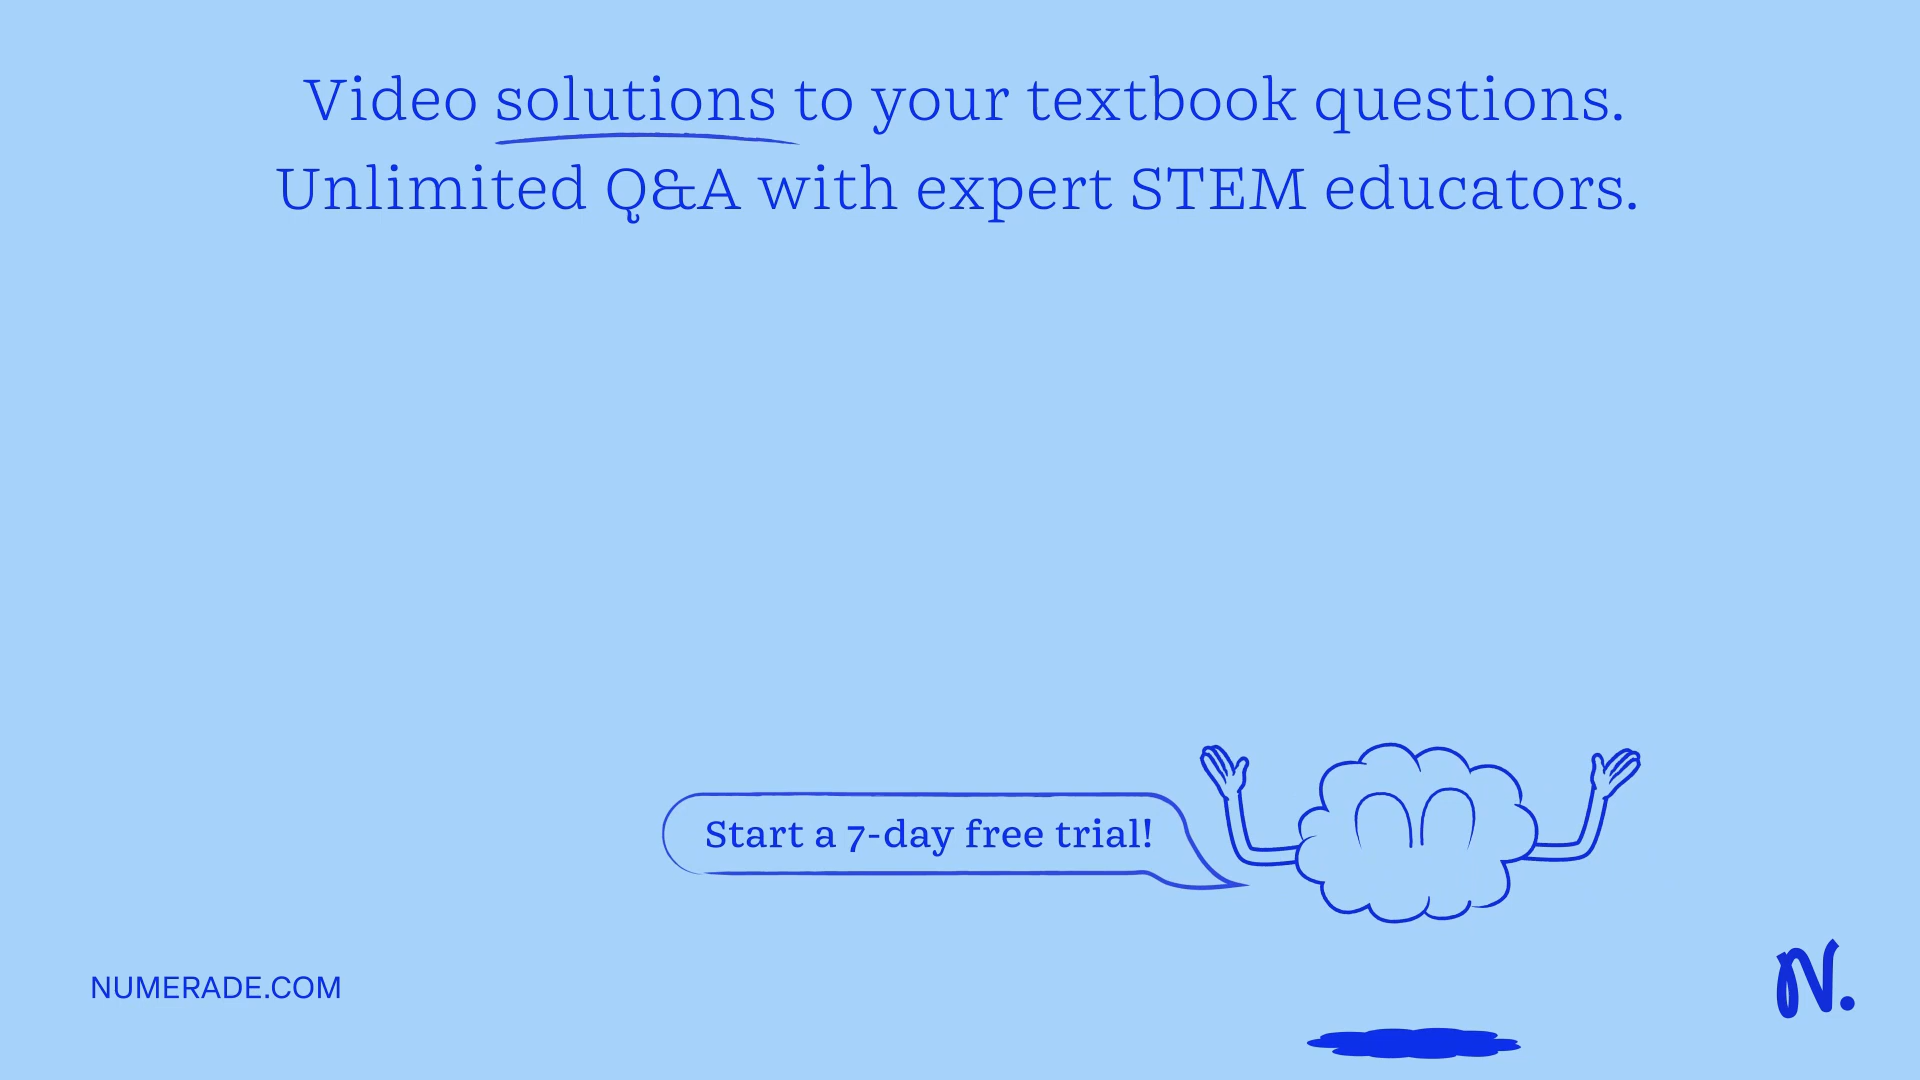 Video solutions to your textbook questions.
Unlimited Q&A with expert STEM educators.
Start a 7-day free trial!
NUMERADE.COM
N.